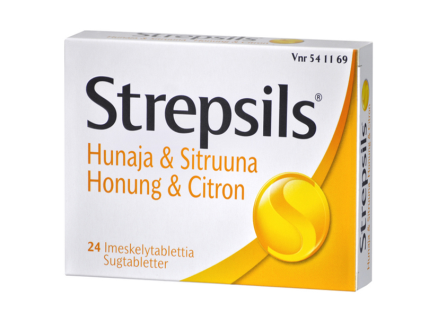 Vnr 54 11 69
Strepsils®
Hunaja & Sitruuna
Honung & Citron
24 Imeskelytablettia
Sugtabletter